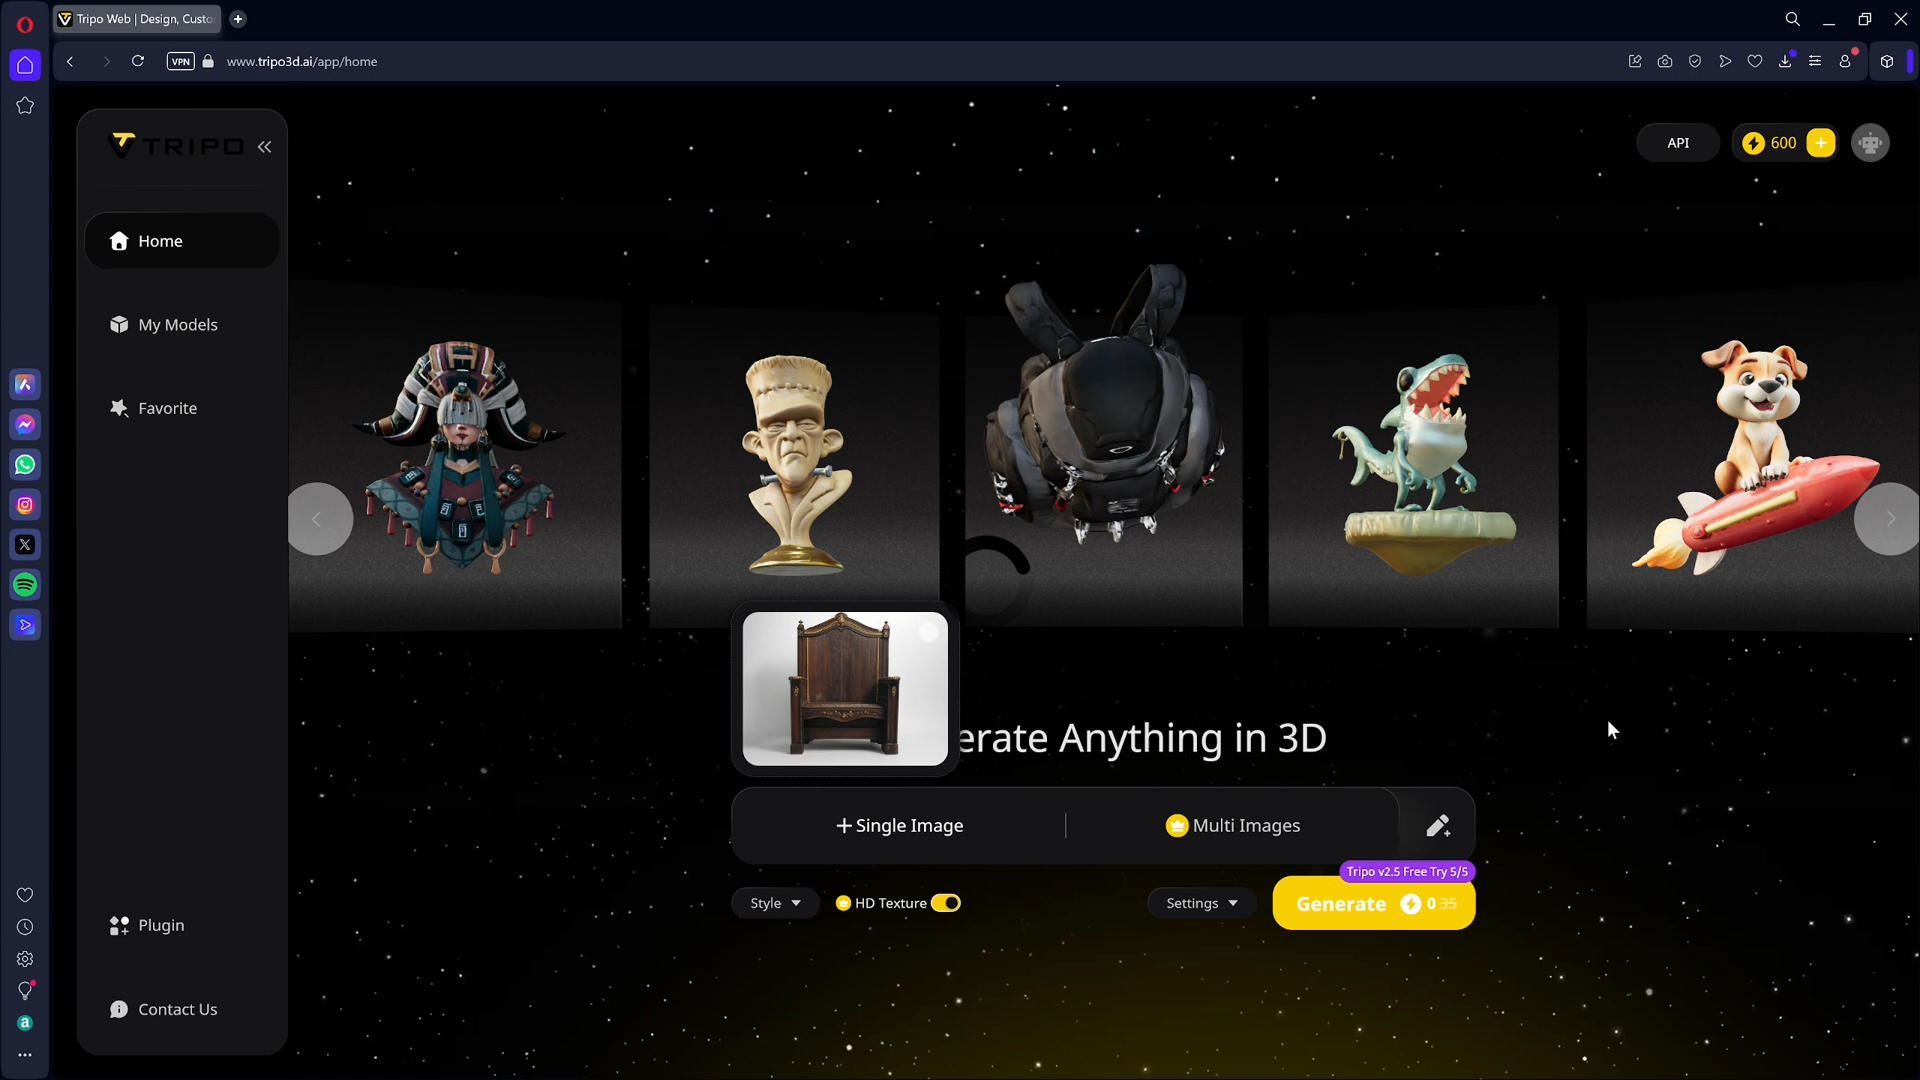 Tripo Web | Design, Custo
VPN
www.tripo3d.ai/app/home
TRIPO
API
600
Home
My Models
Favorite
erate Anything in 3D
Single Image
Multi Images
Tripo v2.5 Free Try 5/5
Style
HD Texture
Settings
Generate
0 35
Plugin
Contact Us